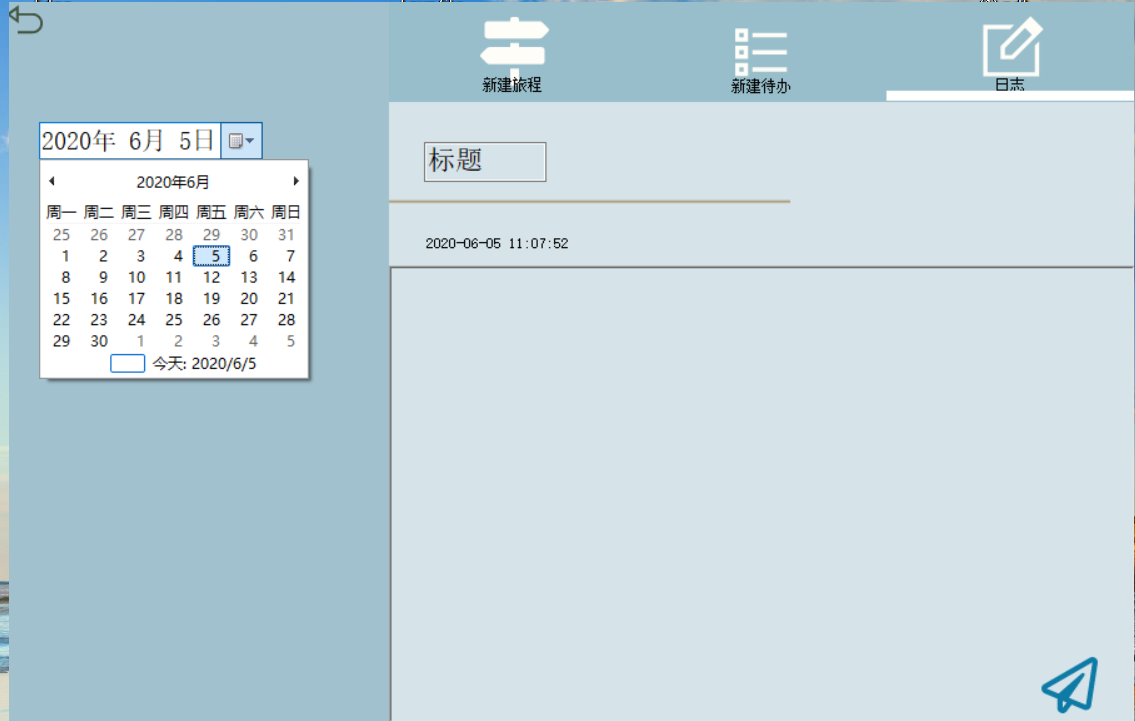 新建旅程 新建待办 日志
2020年 6月 5日
2020年6月
周一 周二 周三 周四 周五 周六 周日
25 26 27 28 29 30 31
1 2 3 4 5 6 7
8 9 10 11 12 13 14
15 16 17 18 19 20 21
22 23 24 25 26 27 28
29 30 1 2 3 4 5
今天: 2020/6/5
标题
2020-06-05 11:07:52